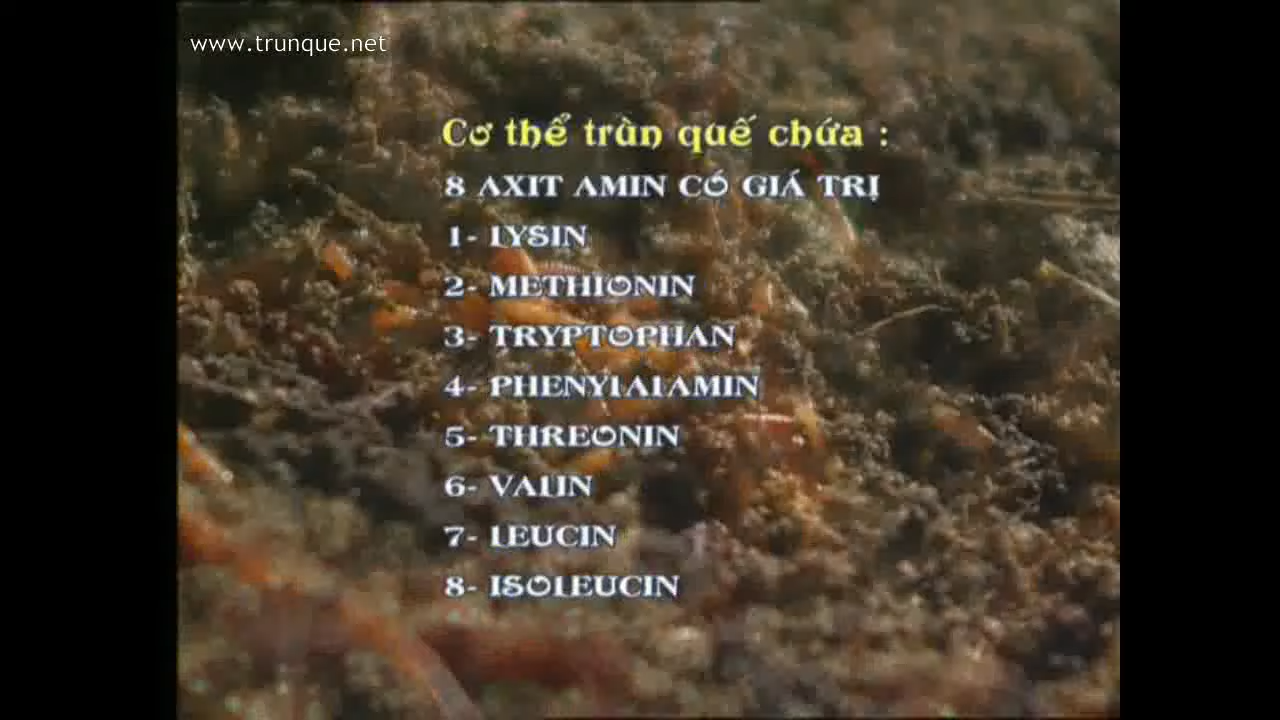 www.trunque.net
Cơ thể trùn quế chứa :
8 AXIT AMIN CÓ GIÁ TRỊ
1- LYSIN
2- METHIONIN
3- TRYPTOPHAN
4- PHENYLALAMIN
5- THREONIN
6- VALIN
7- LEUCIN
8- ISOLEUCIN